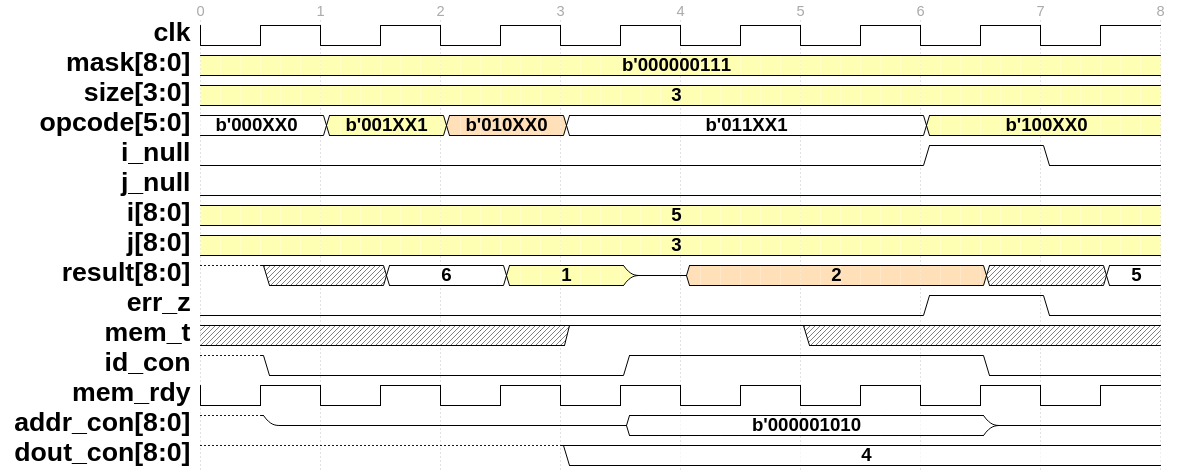 0 1 2 3 4 5 6 7 8
clk
mask[8:0] b'000000111
size[3:0] 3
opcode[5:0] b'000XX0 b'001XX1 b'010XX0 b'011XX1 b'100XX0
i_null
j_null
i[8:0] 5
j[8:0] 3
result[8:0] 6 1 2 5
err_z
mem_t
id_con
mem_rdy
addr_con[8:0] b'000001010
dout_con[8:0] 4